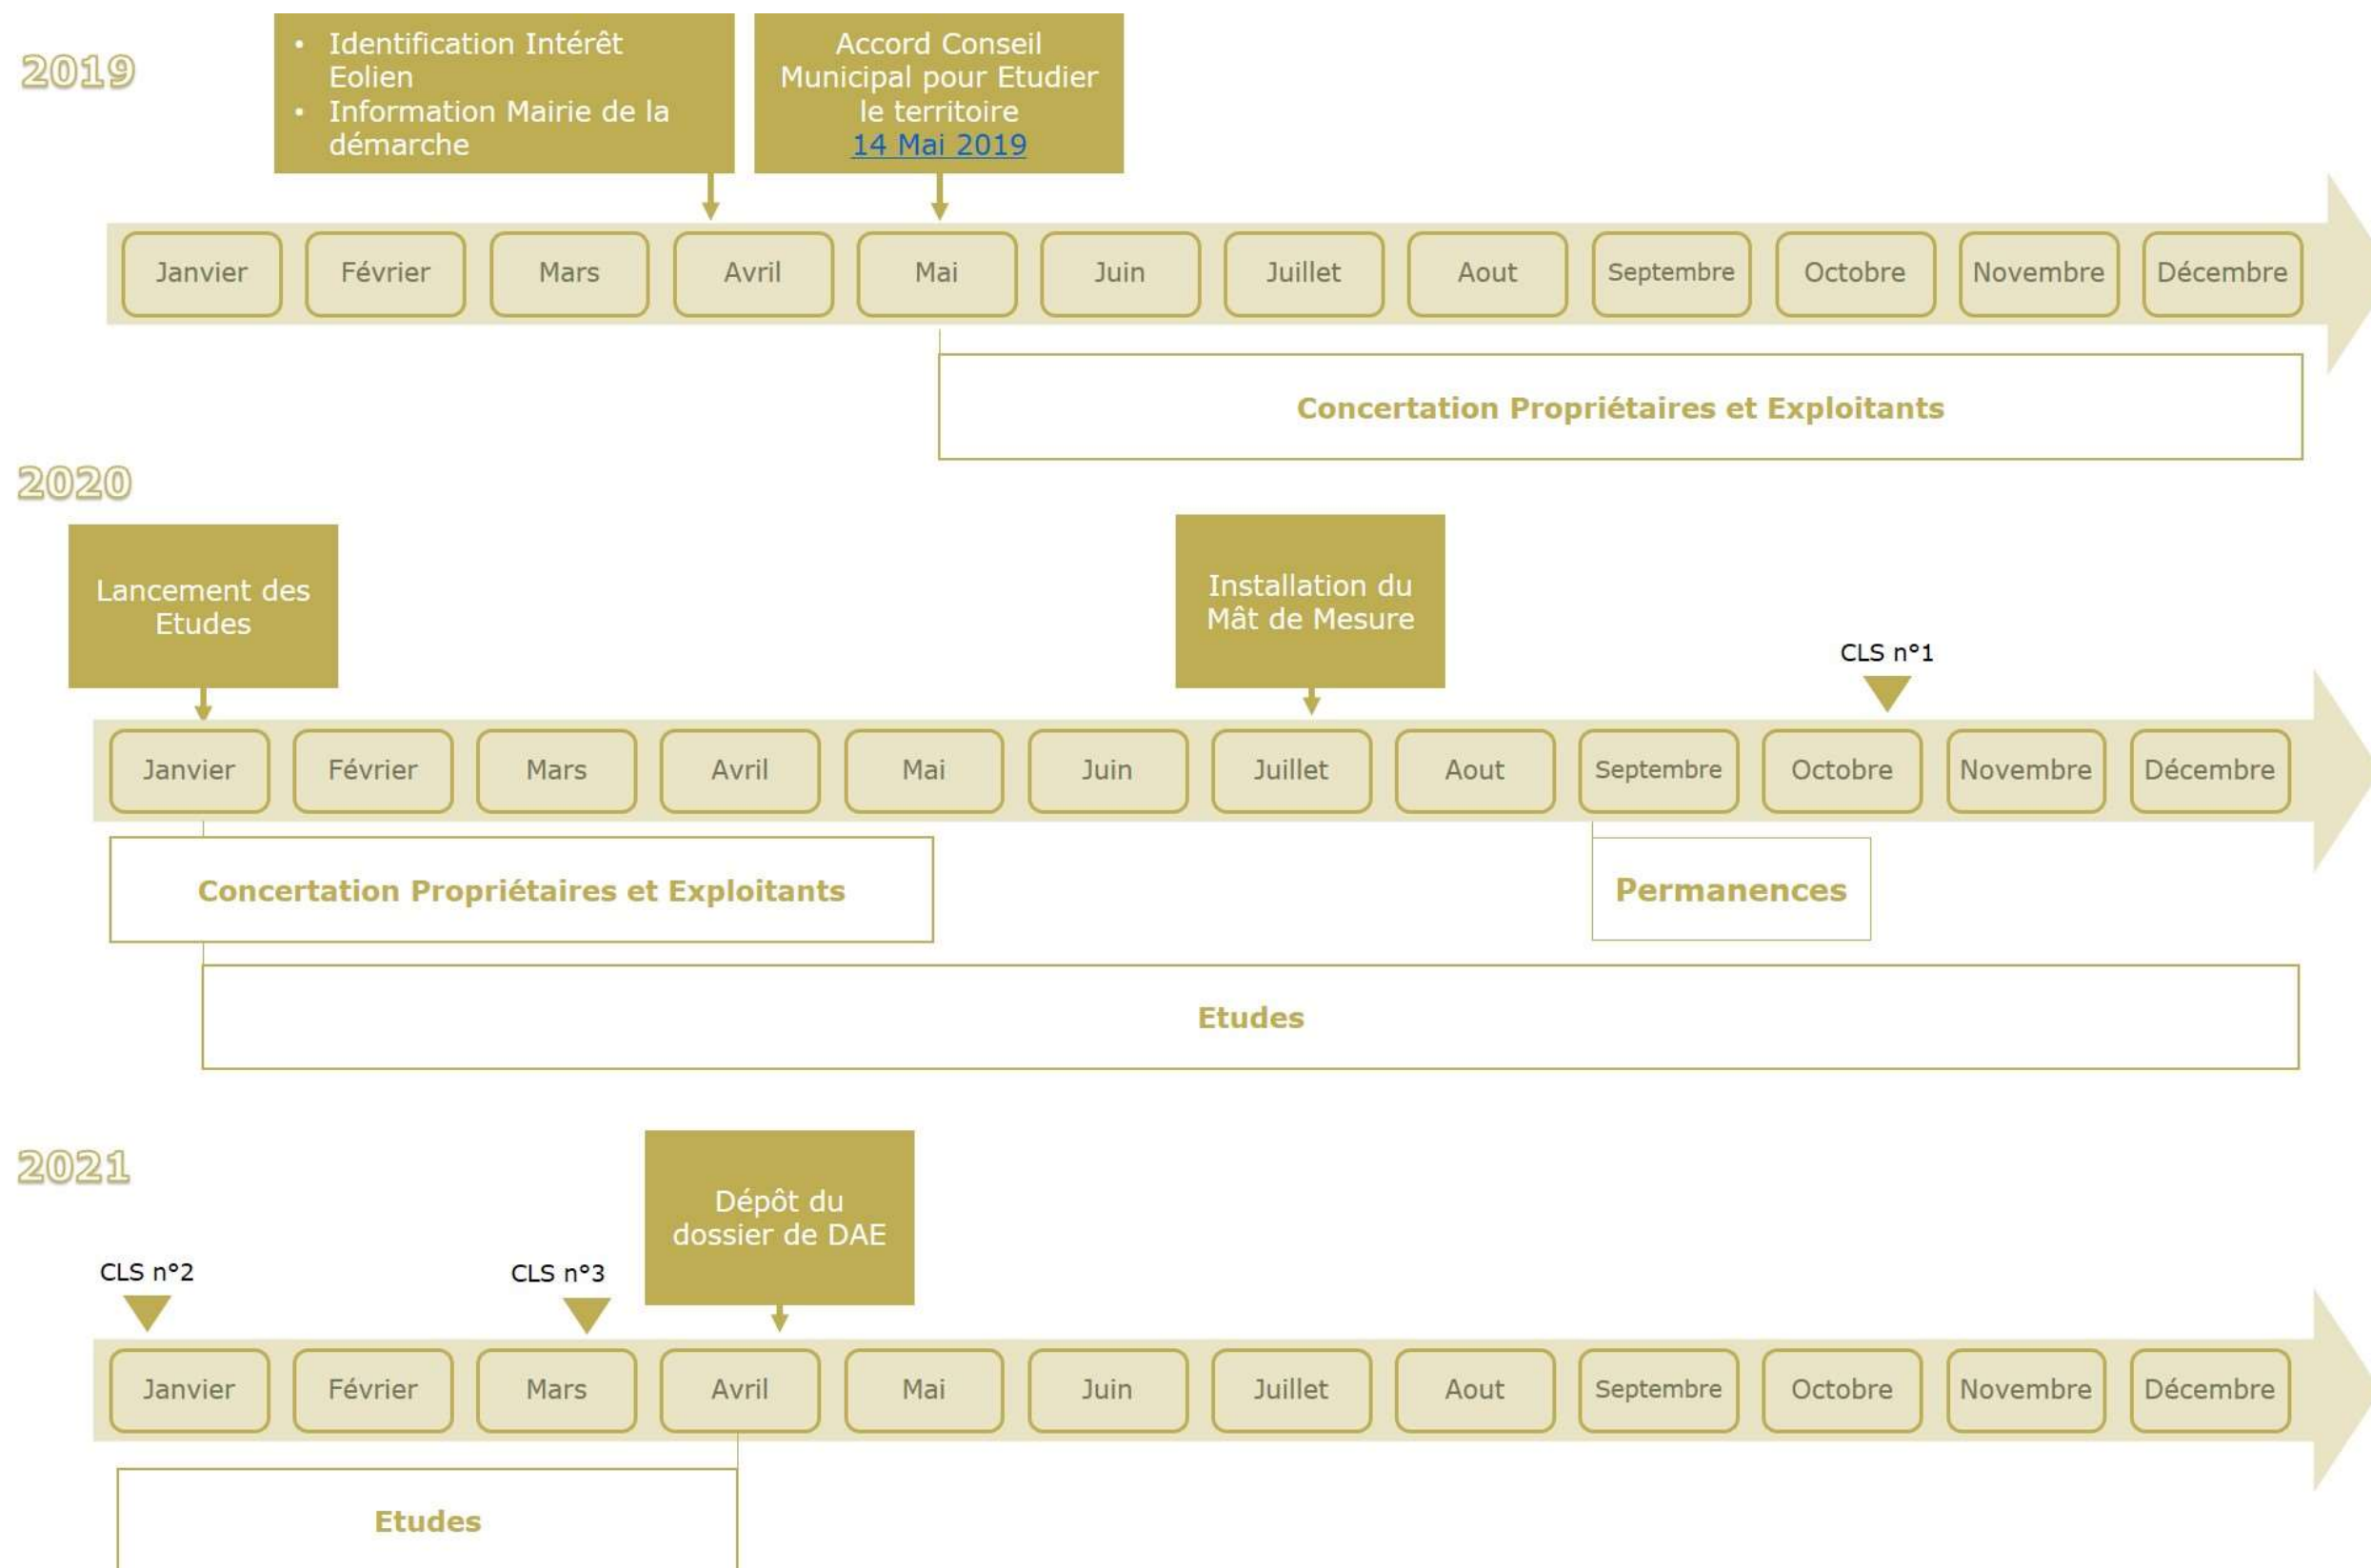 2019
• Identification Intérêt
Eolien
• Information Mairie de la
démarche
Accord Conseil
Municipal pour Etudier
le territoire
14 Mai 2019
Janvier Février Mars Avril Mai Juin Juillet Aout Septembre Octobre Novembre Décembre
Concertation Propriétaires et Exploitants
2020
Lancement des
Etudes
Installation du
Mât de Mesure
CLS n°1
Janvier Février Mars Avril Mai Juin Juillet Aout Septembre Octobre Novembre Décembre
Concertation Propriétaires et Exploitants
Permanences
Etudes
2021
Dépôt du
dossier de DAE
CLS n°2
CLS n°3
Janvier Février Mars Avril Mai Juin Juillet Aout Septembre Octobre Novembre Décembre
Etudes